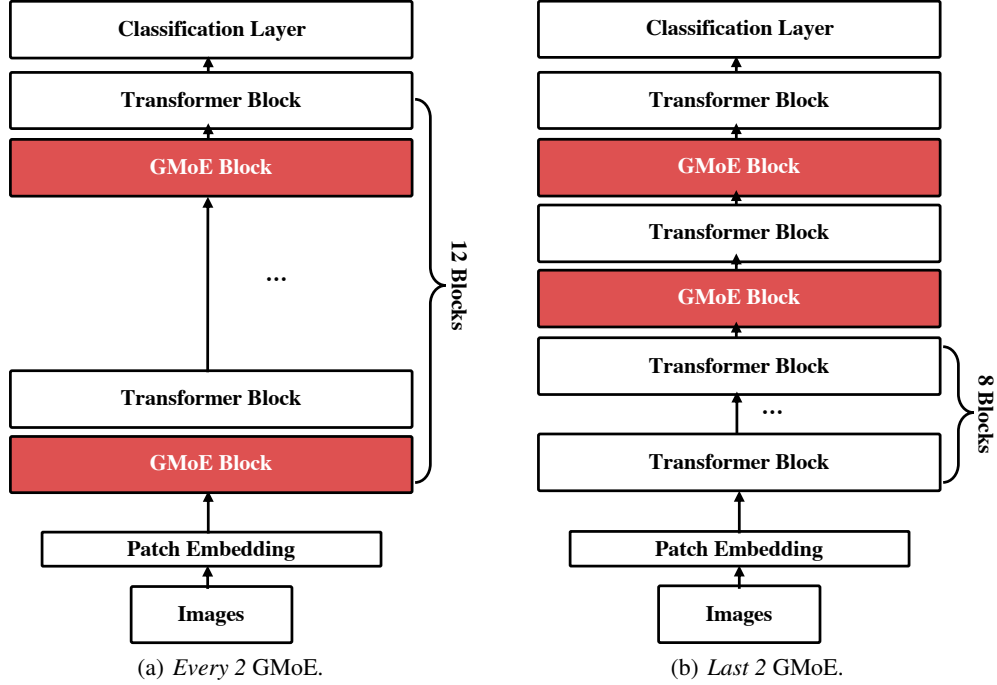 Classification Layer
Transformer Block
GMoE Block
...
Transformer Block
GMoE Block
12 Blocks
Patch Embedding
Images
(a) Every 2 GMoE.
Classification Layer
Transformer Block
GMoE Block
Transformer Block
GMoE Block
Transformer Block
...
Transformer Block
8 Blocks
Patch Embedding
Images
(b) Last 2 GMoE.